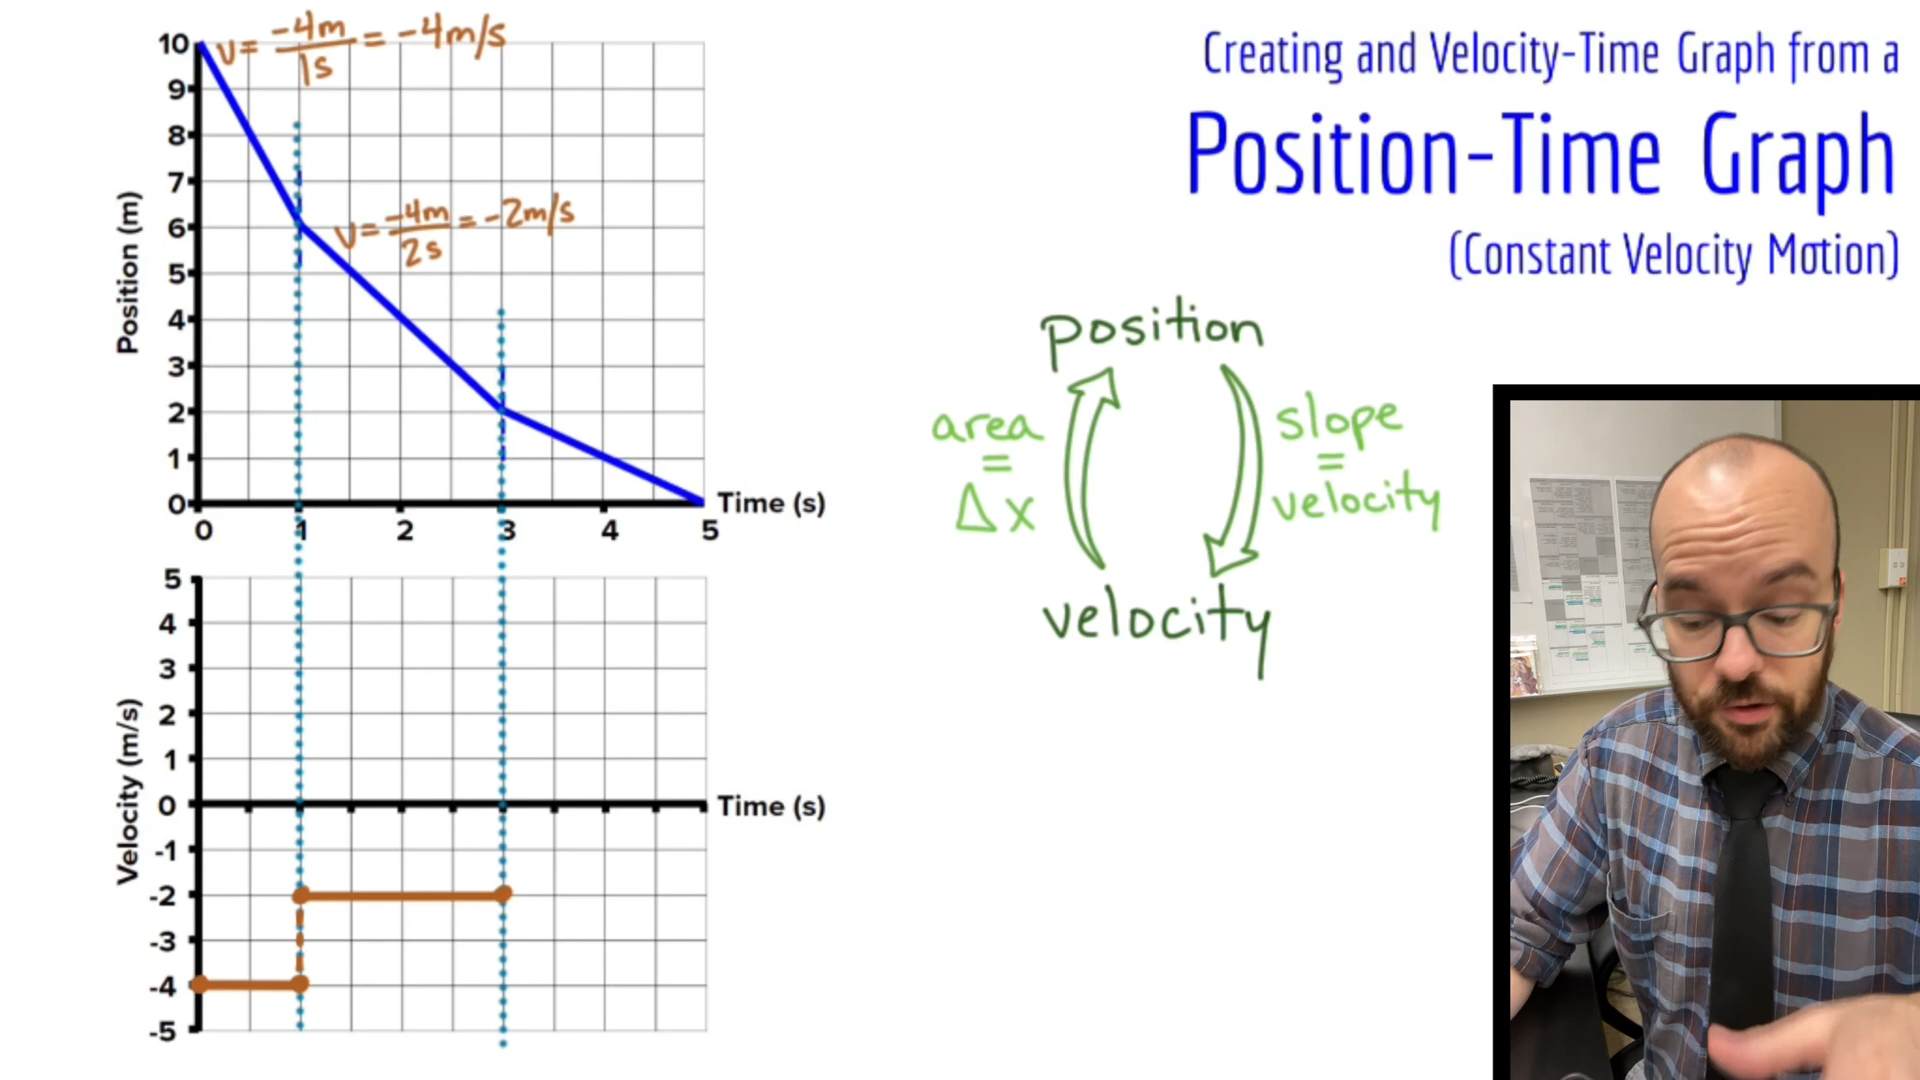 Creating and Velocity-Time Graph from a
Position-Time Graph
(Constant Velocity Motion)
v = -4m / 1s = -4m/s
v = -4m / 2s = -2m/s
Position (m)
10
9
8
7
6
5
4
3
2
1
0
Time (s)
0 1 2 3 4 5
Velocity (m/s)
5
4
3
2
1
0
Time (s)
-1
-2
-3
-4
-5
position
area
=
Δx
slope
=
velocity
velocity